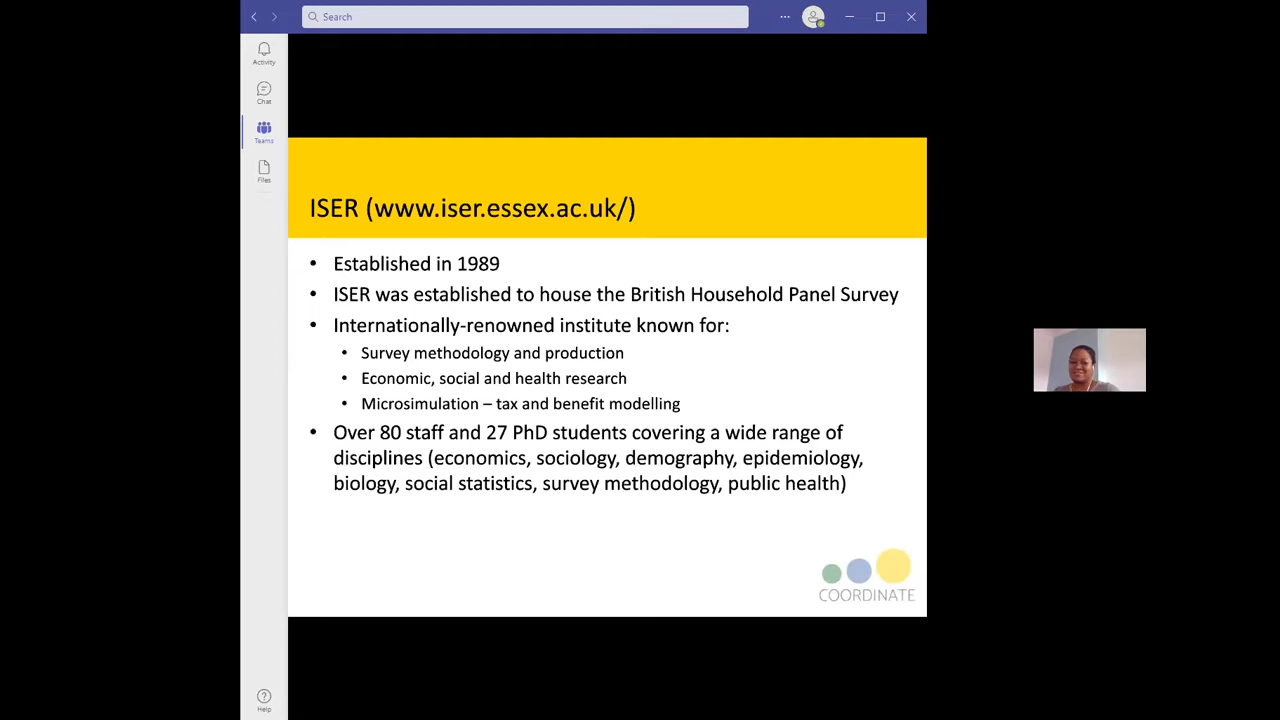 Search
Activity
Chat
Teams
Files
ISER (www.iser.essex.ac.uk/)
• Established in 1989
• ISER was established to house the British Household Panel Survey
• Internationally-renowned institute known for:
• Survey methodology and production
• Economic, social and health research
• Microsimulation – tax and benefit modelling
• Over 80 staff and 27 PhD students covering a wide range of
disciplines (economics, sociology, demography, epidemiology,
biology, social statistics, survey methodology, public health)
COORDINATE
Help